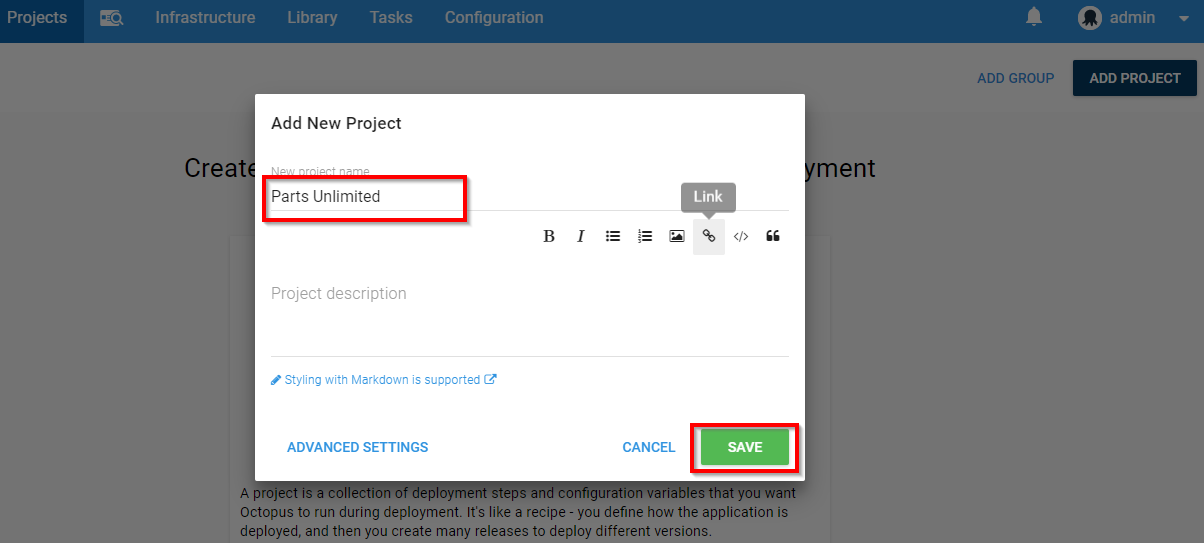 Projects Infrastructure Library Tasks Configuration admin
ADD GROUP ADD PROJECT
Add New Project
Create yment
New project name
Parts Unlimited
Link
B I </>
Project description
Styling with Markdown is supported
ADVANCED SETTINGS CANCEL SAVE
A project is a collection of deployment steps and configuration variables that you want
Octopus to run during deployment. It's like a recipe - you define how the application is
deployed, and then you create many releases to deploy different versions.